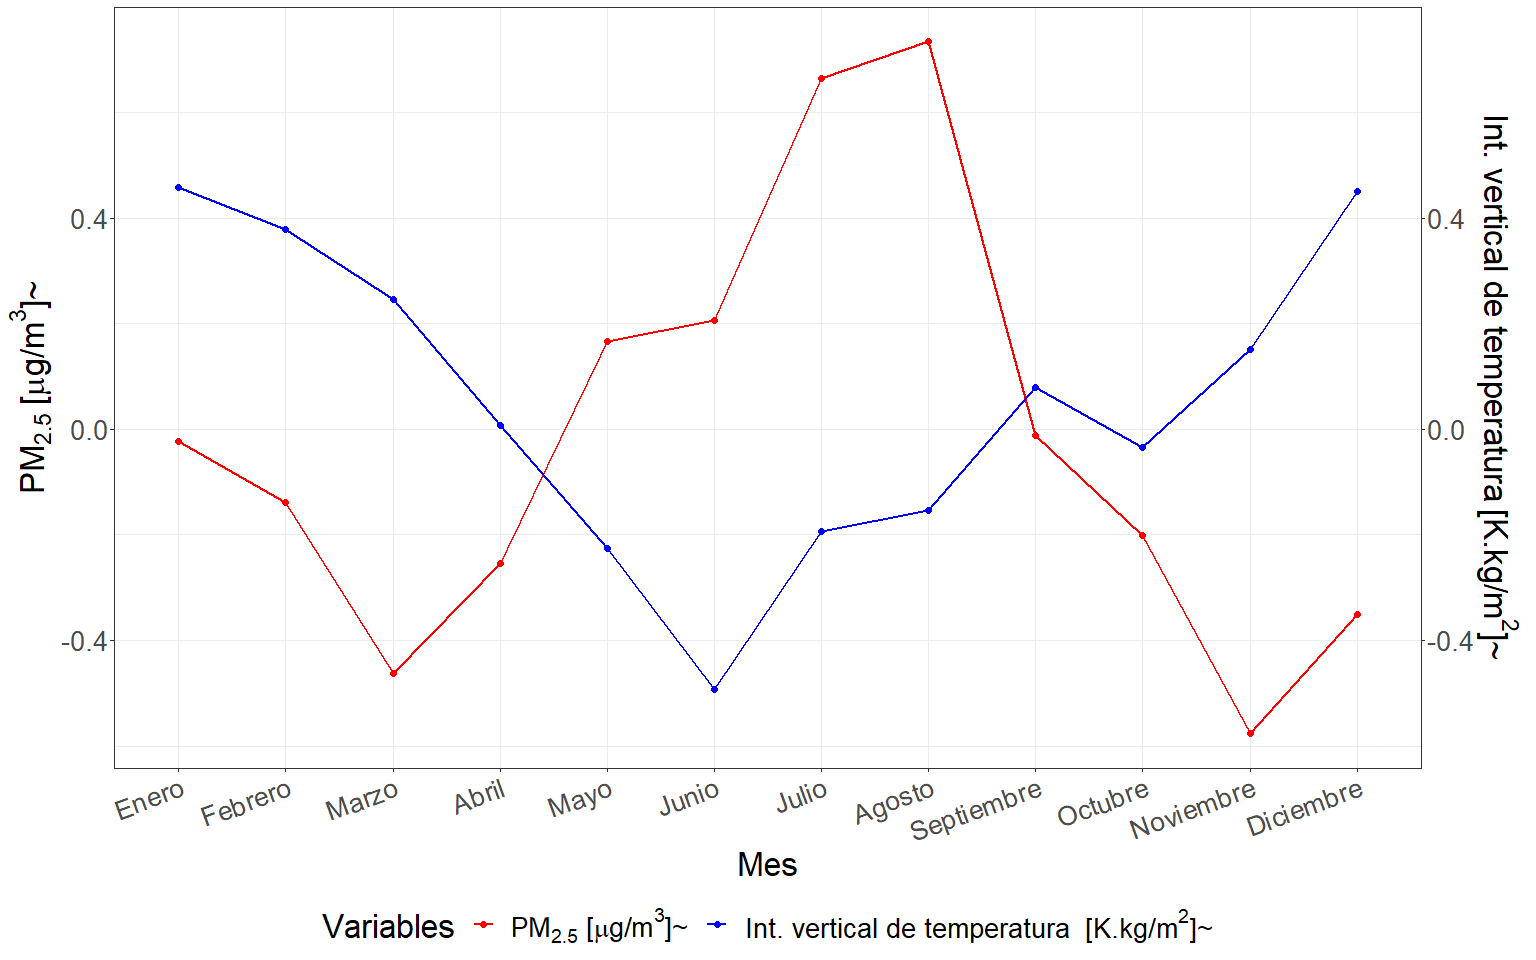 PM2.5 [μg/m3]~
0.4
0.0
-0.4
0.4
0.0
-0.4
Int. vertical de temperatura [K.kg/m2]~
Enero
Febrero
Marzo
Abril
Mayo
Junio
Julio
Agosto
Septiembre
Octubre
Noviembre
Diciembre
Mes
Variables PM2.5 [μg/m3]~ Int. vertical de temperatura [K.kg/m2]~